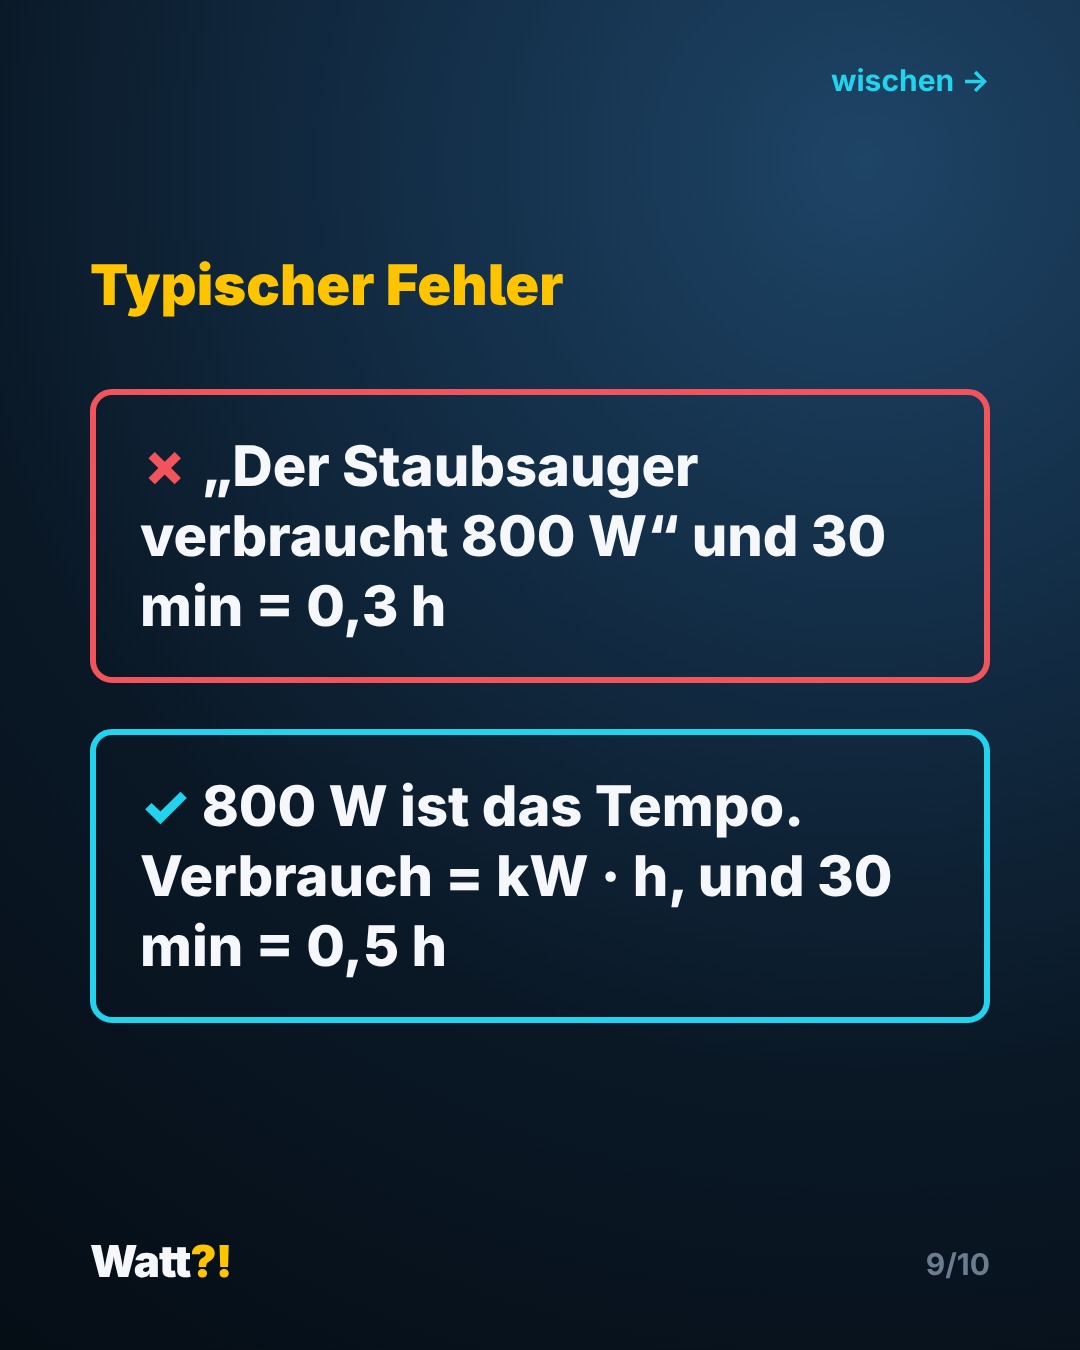 wischen →
Typischer Fehler
✗ „Der Staubsauger
verbraucht 800 W“ und 30
min = 0,3 h
✓ 800 W ist das Tempo.
Verbrauch = kW · h, und 30
min = 0,5 h
Watt?!
9/10